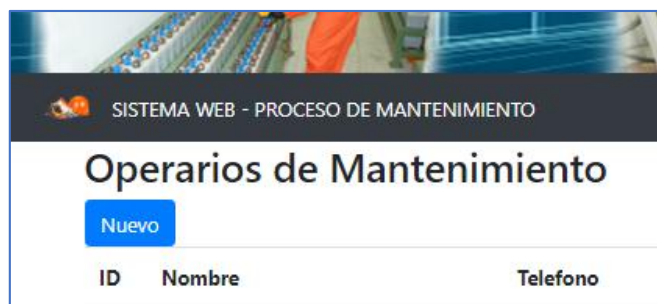 SISTEMA WEB - PROCESO DE MANTENIMIENTO
Operarios de Mantenimiento
Nuevo
ID Nombre Telefono